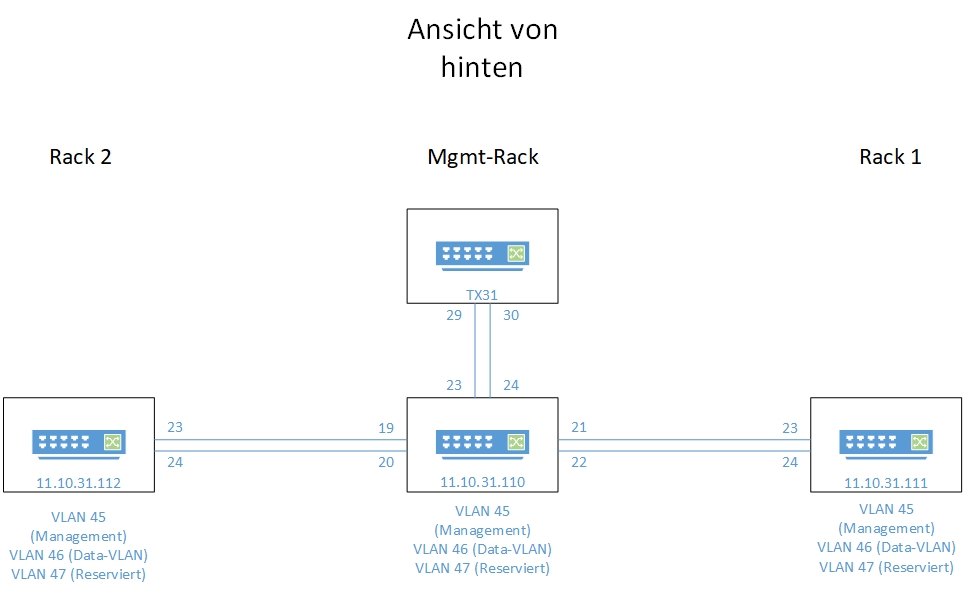 Ansicht von
hinten
Rack 2
Mgmt-Rack
Rack 1
TX31
29
30
23
24
23
19
21
23
24
20
22
24
11.10.31.112
11.10.31.110
11.10.31.111
VLAN 45
(Management)
VLAN 46 (Data-VLAN)
VLAN 47 (Reserviert)
VLAN 45
(Management)
VLAN 46 (Data-VLAN)
VLAN 47 (Reserviert)
VLAN 45
(Management)
VLAN 46 (Data-VLAN)
VLAN 47 (Reserviert)